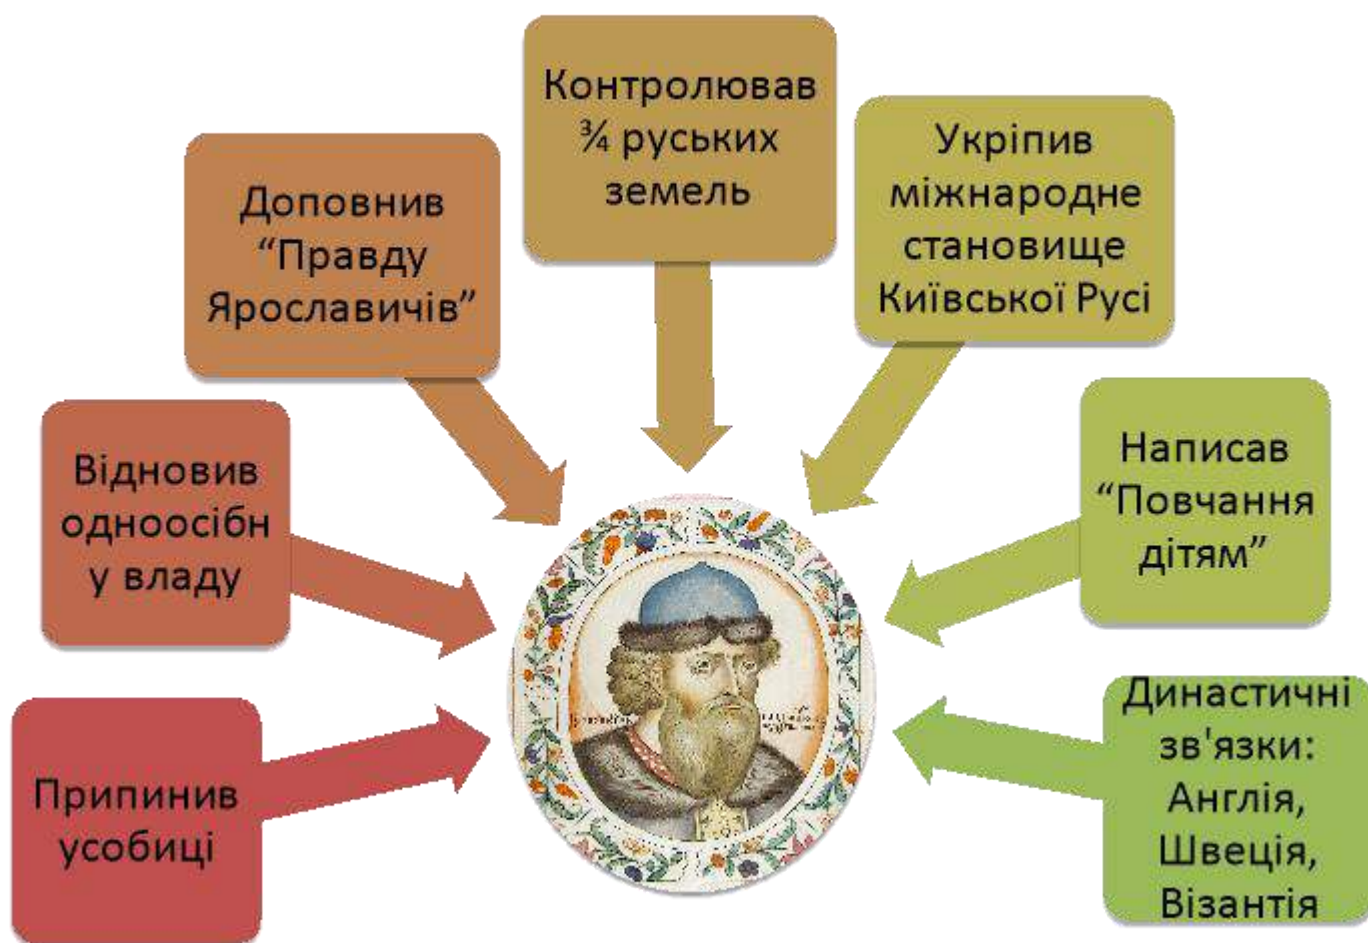 Контролював
¾ руських
земель
Доповнив
“Правду
Ярославичів”
Укріпив
міжнародне
становище
Київської Русі
Відновив
одноосібн
у владу
Написав
“Повчання
дітям”
Припинив
усобиці
Династичні
зв'язки:
Англія,
Швеція,
Візантія